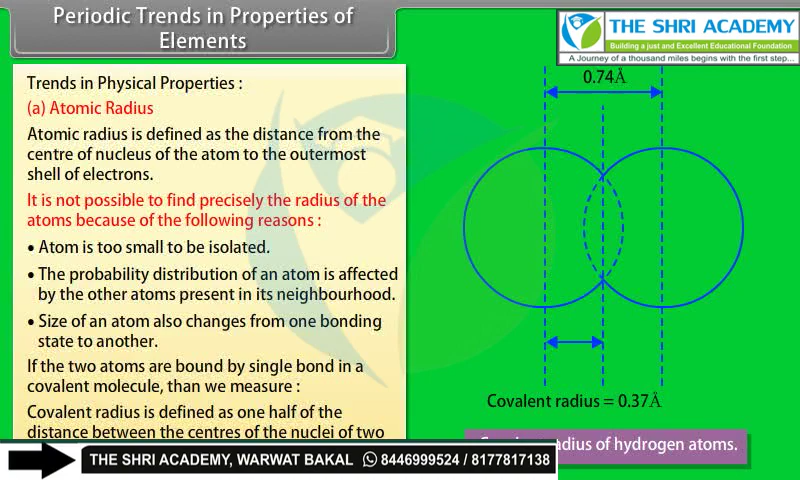 Periodic Trends in Properties of
Elements
THE SHRI ACADEMY
Building a just and Excellent Educational Foundation
A Journey of a thousand miles begins with the first step...
Trends in Physical Properties :
(a) Atomic Radius
Atomic radius is defined as the distance from the
centre of nucleus of the atom to the outermost
shell of electrons.
It is not possible to find precisely the radius of the
atoms because of the following reasons :
• Atom is too small to be isolated.
• The probability distribution of an atom is affected
by the other atoms present in its neighbourhood.
• Size of an atom also changes from one bonding
state to another.
If the two atoms are bound by single bond in a
covalent molecule, than we measure :
Covalent radius is defined as one half of the
distance between the centres of the nuclei of two
0.74Å
Covalent radius = 0.37Å
radius of hydrogen atoms.
THE SHRI ACADEMY, WARWAT BAKAL 8446999524 / 8177817138